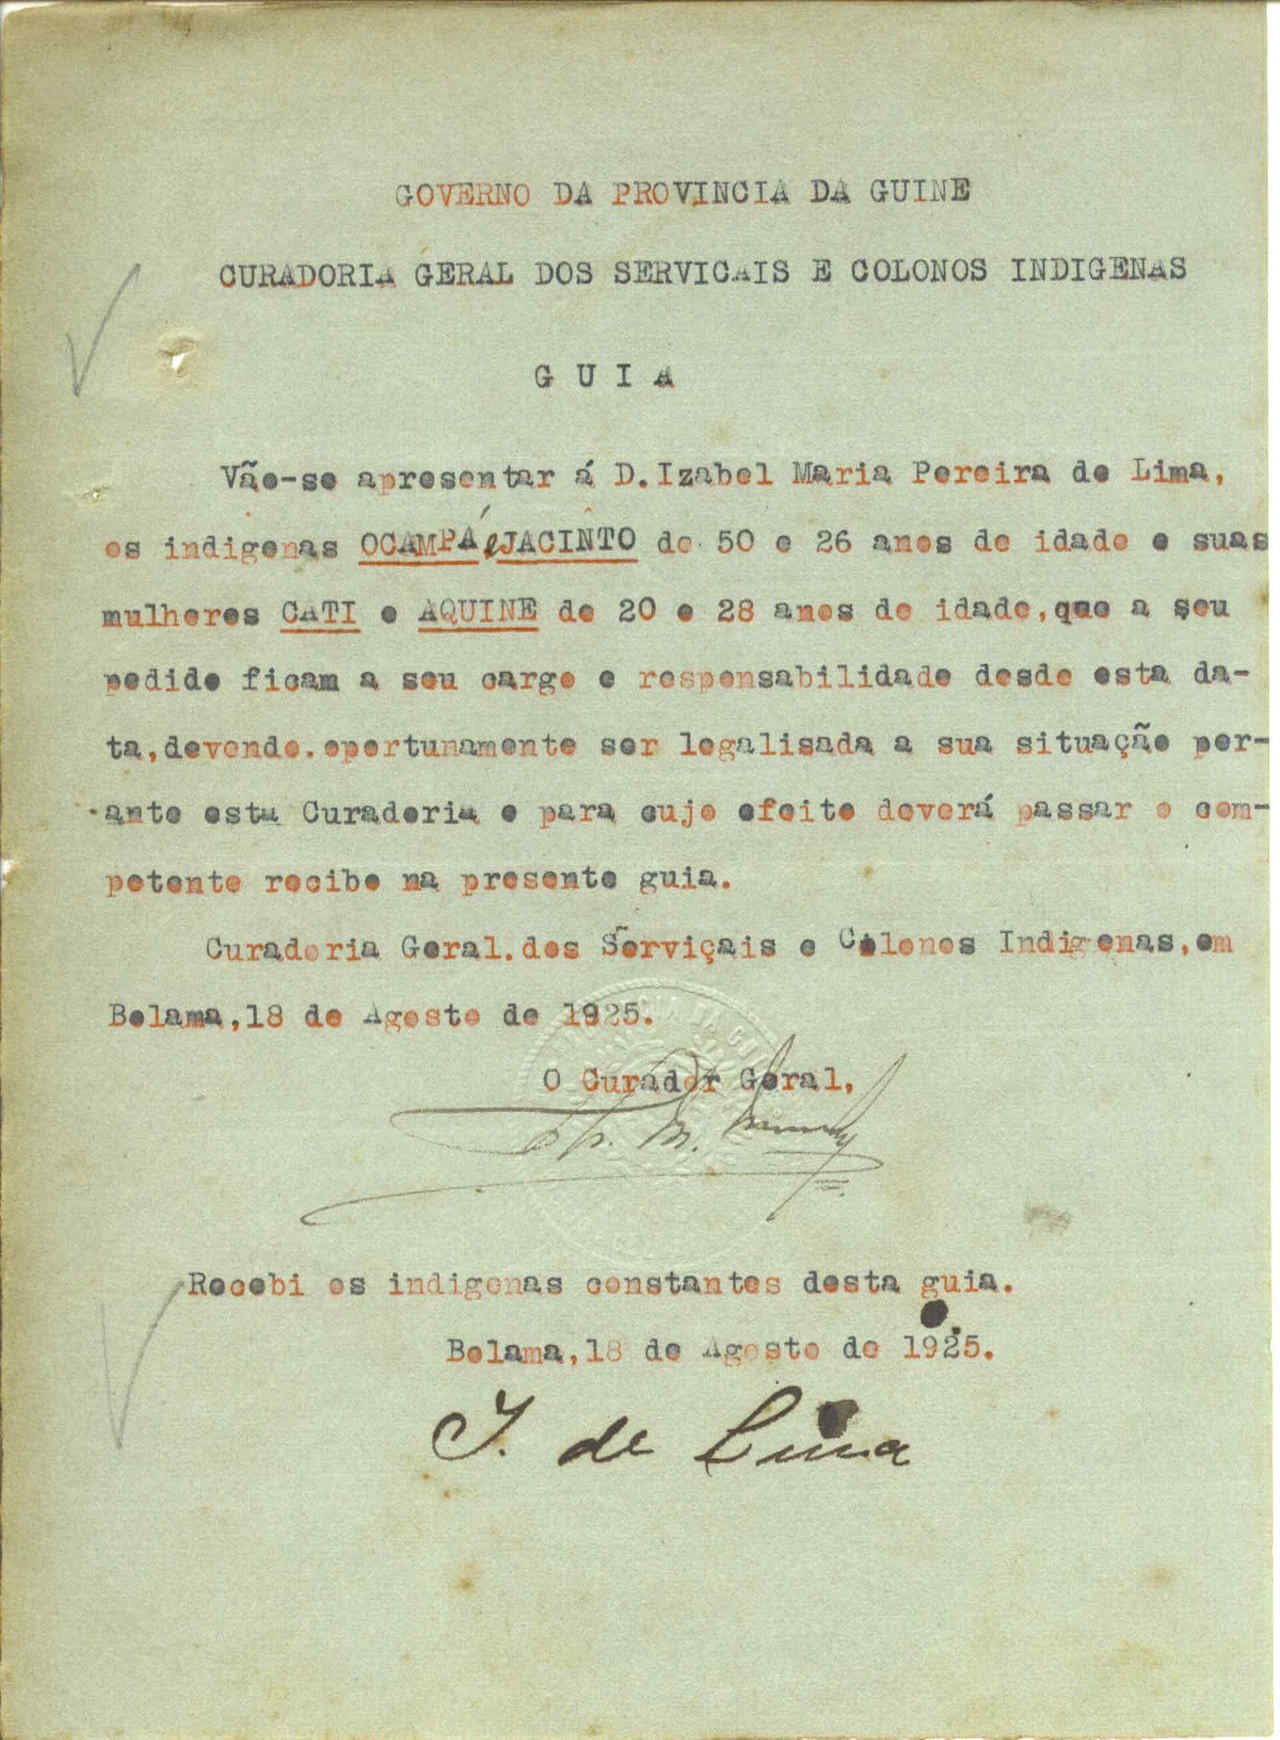 GOVERNO DA PROVINCIA DA GUINE
CURADORIA GERAL DOS SERVICAIS E COLONOS INDIGENAS
G U I A
Vão-se apresentar á D.Izabel Maria Pereira de Lima,
os indigenas OCAMPÁ e JACINTO de 50 e 26 anos de idade e suas
mulheres CATI e AQUINE de 20 e 28 anos de idade,que a seu
pedido ficam a seu cargo e responsabilidade desde esta da-
ta,devendo.oportunamente ser legalisada a sua situação per-
ante esta Curadoria e para cujo efeito deverá passar o com-
petente recibo na presente guia.
Curadoria Geral.dos Serviçais e Colonos Indigenas,em
Bolama,18 de Agosto de 1925.
O Curador Geral,
Recebi os indigenas constantes desta guia.
Bolama,18 de Agosto de 1925.
I. de Lima